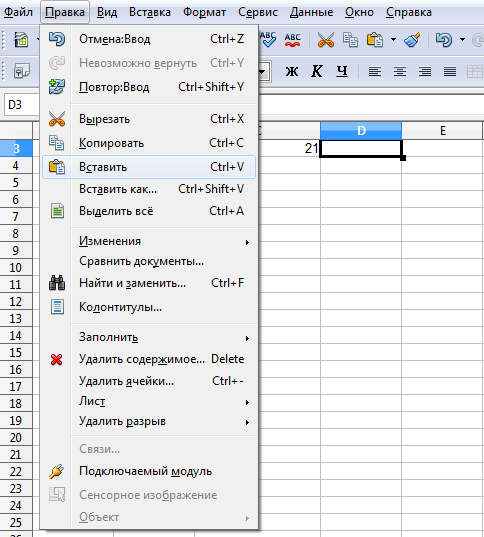 Файл Правка Вид Вставка Формат Сервис Данные Окно Справка
Отмена:Ввод Ctrl+Z
Невозможно вернуть Ctrl+Y
Повтор:Ввод Ctrl+Shift+Y
Вырезать Ctrl+X
Копировать Ctrl+C
Вставить Ctrl+V
Вставить как... Ctrl+Shift+V
Выделить всё Ctrl+A
Изменения
Сравнить документы...
Найти и заменить... Ctrl+F
Колонтитулы...
Заполнить
Удалить содержимое... Delete
Удалить ячейки... Ctrl+-
Лист
Удалить разрыв
Связи...
Подключаемый модуль
Сенсорное изображение
Объект
ABC ABC
Ж К Ч
D3
C D E
3 21
4
5
6
7
8
9
10
11
12
13
14
15
16
17
18
19
20
21
22
23
24
25
26